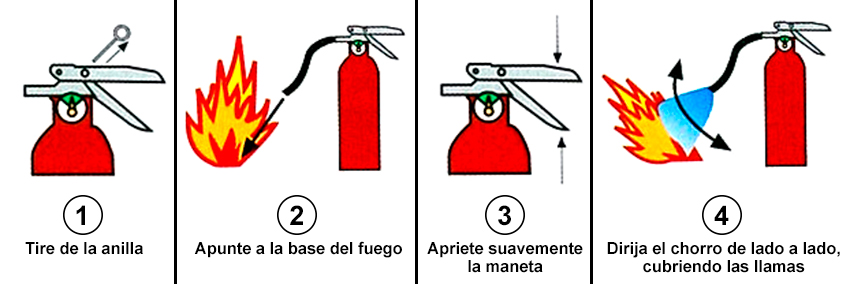 1
Tire de la anilla
2
Apunte a la base del fuego
3
Apriete suavemente
la maneta
4
Dirija el chorro de lado a lado,
cubriendo las llamas